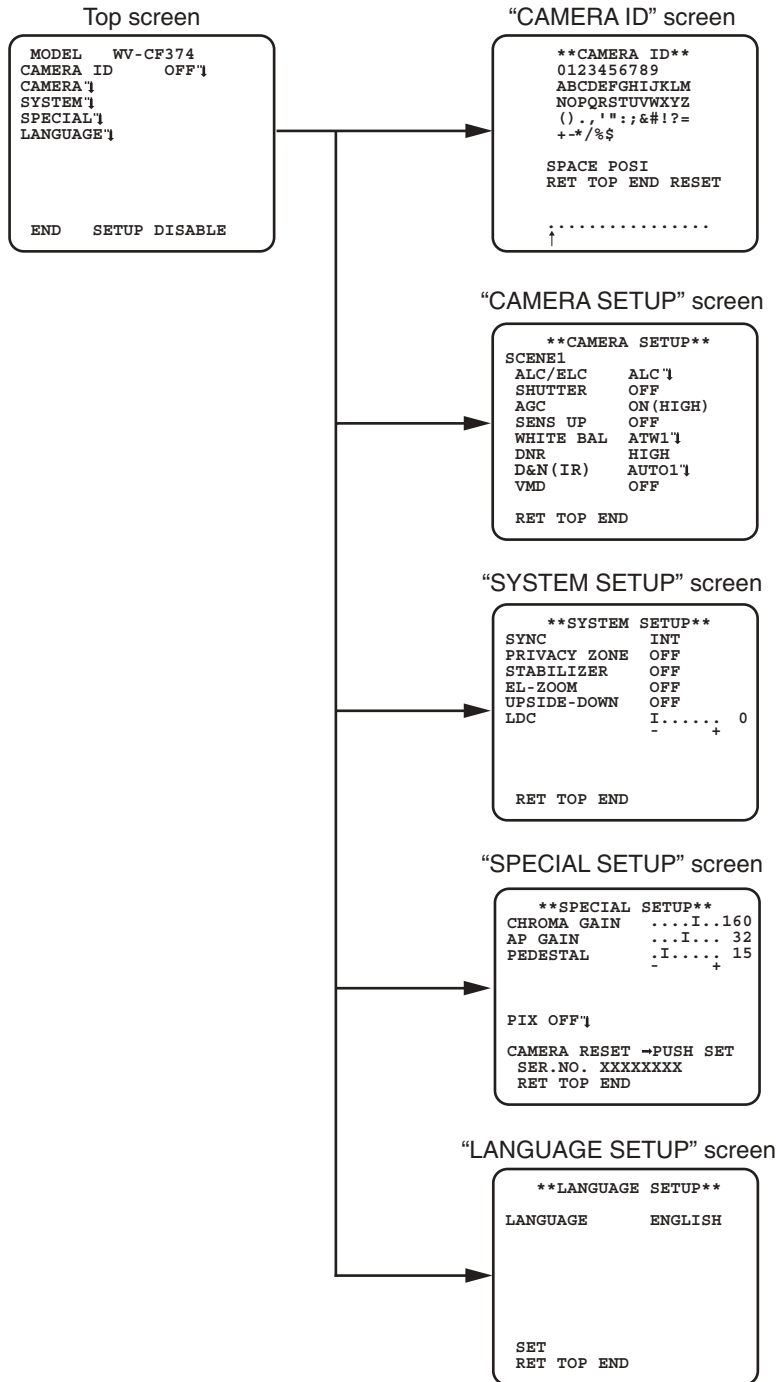 Top screen
MODEL WV-CF374
CAMERA ID OFF
CAMERA
SYSTEM
SPECIAL
LANGUAGE
END SETUP DISABLE
“CAMERA ID” screen
**CAMERA ID**
0123456789
ABCDEFGHIJKLM
NOPQRSTUVWXYZ
().,'":;&#!?=
+-*/%$
SPACE POSI
RET TOP END RESET
................
↑
“CAMERA SETUP” screen
**CAMERA SETUP**
SCENE1
ALC/ELC ALC
SHUTTER OFF
AGC ON(HIGH)
SENS UP OFF
WHITE BAL ATW1
DNR HIGH
D&N(IR) AUTO1
VMD OFF
RET TOP END
“SYSTEM SETUP” screen
**SYSTEM SETUP**
SYNC INT
PRIVACY ZONE OFF
STABILIZER OFF
EL-ZOOM OFF
UPSIDE-DOWN OFF
LDC I...... 0
- +
RET TOP END
“SPECIAL SETUP” screen
**SPECIAL SETUP**
CHROMA GAIN ....I..160
AP GAIN ...I... 32
PEDESTAL .I..... 15
- +
PIX OFF
CAMERA RESET →PUSH SET
SER.NO. XXXXXXXX
RET TOP END
“LANGUAGE SETUP” screen
**LANGUAGE SETUP**
LANGUAGE ENGLISH
SET
RET TOP END